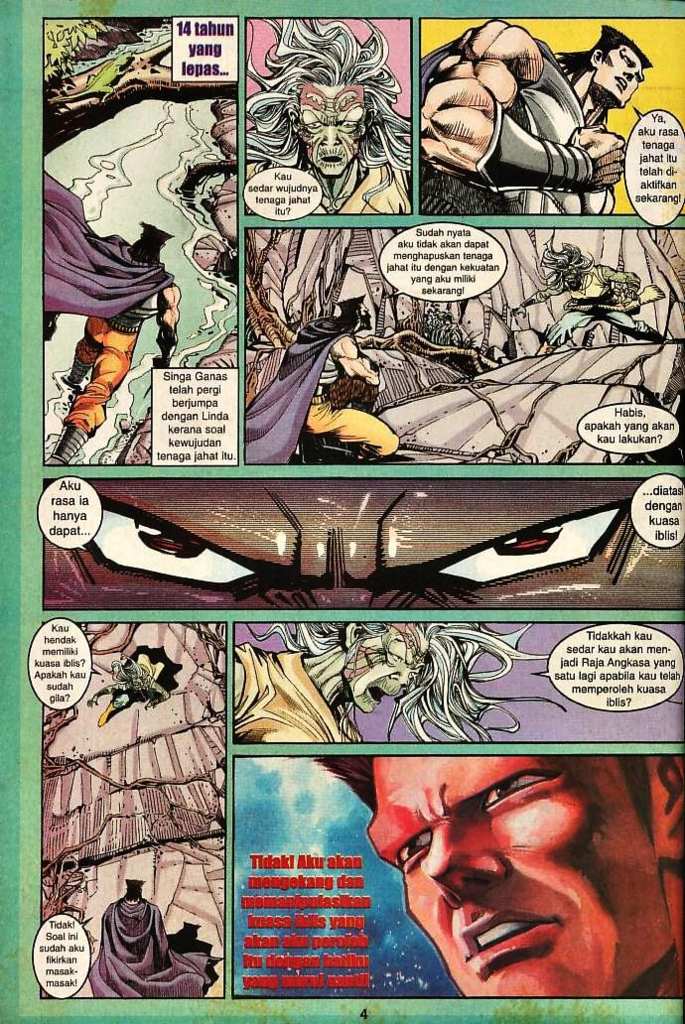 14 tahun
yang
lepas...
Kau
sedar wujudnya
tenaga jahat
itu?
Ya,
aku rasa
tenaga
jahat itu
telah di-
aktifkan
sekarang!
Singa Ganas
telah pergi
berjumpa
dengan Linda
kerana soal
kewujudan
tenaga jahat itu.
Sudah nyata
aku tidak akan dapat
menghapuskan tenaga
jahat itu dengan kekuatan
yang aku miliki
sekarang!
Habis,
apakah yang akan
kau lakukan?
Aku
rasa ia
hanya
dapat...
...diatasi
dengan
kuasa
iblis!
Kau
hendak
memiliki
kuasa iblis?
Apakah kau
sudah
gila?
Tidak!
Soal ini
sudah aku
fikirkan
masak-
masak!
Tidakkah kau
sedar kau akan men-
jadi Raja Angkasa yang
satu lagi apabila kau telah
memperoleh kuasa
iblis?
Tidak! Aku akan
mengekang dan
memanipulasikan
kuasa iblis yang
akan aku peroleh
itu dengan hatiku
yang murni
4